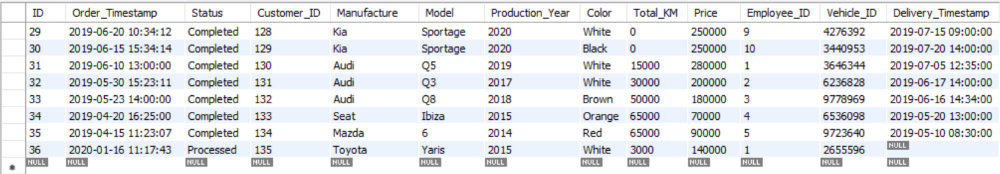 ID Order_Timestamp Status Customer_ID Manufacture Model Production_Year Color Total_KM Price Employee_ID Vehicle_ID Delivery_Timestamp
29 2019-06-20 10:34:12 Completed 128 Kia Sportage 2020 White 0 250000 9 4276392 2019-07-15 09:00:00
30 2019-06-15 15:34:14 Completed 129 Kia Sportage 2020 Black 0 250000 10 3440953 2019-07-20 14:00:00
31 2019-06-10 13:00:00 Completed 130 Audi Q5 2019 White 15000 280000 1 3646344 2019-07-05 12:35:00
32 2019-05-30 15:23:11 Completed 131 Audi Q3 2017 White 30000 200000 2 6236828 2019-06-17 14:00:00
33 2019-05-23 14:00:00 Completed 132 Audi Q8 2018 Brown 50000 180000 3 9778969 2019-06-16 14:34:00
34 2019-04-20 16:25:00 Completed 133 Seat Ibiza 2015 Orange 65000 70000 4 6536098 2019-05-20 13:00:00
35 2019-04-15 11:23:07 Completed 134 Mazda 6 2014 Red 65000 90000 5 9723640 2019-05-10 08:30:00
36 2020-01-16 11:17:43 Processed 135 Toyota Yaris 2015 White 3000 140000 1 2655596 NULL
NULL NULL NULL NULL NULL NULL NULL NULL NULL NULL NULL NULL NULL